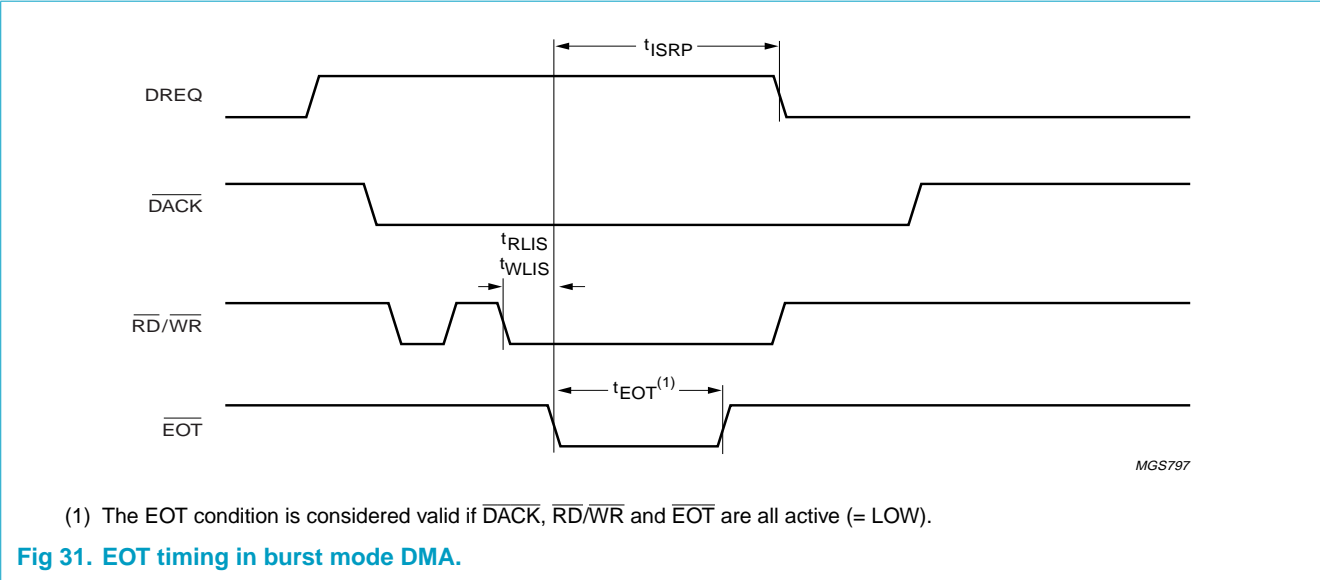 tISRP
DREQ
DACK
tRLIS
tWLIS
RD/WR
tEOT(1)
EOT
MGS797
(1) The EOT condition is considered valid if DACK, RD/WR and EOT are all active (= LOW).
Fig 31. EOT timing in burst mode DMA.